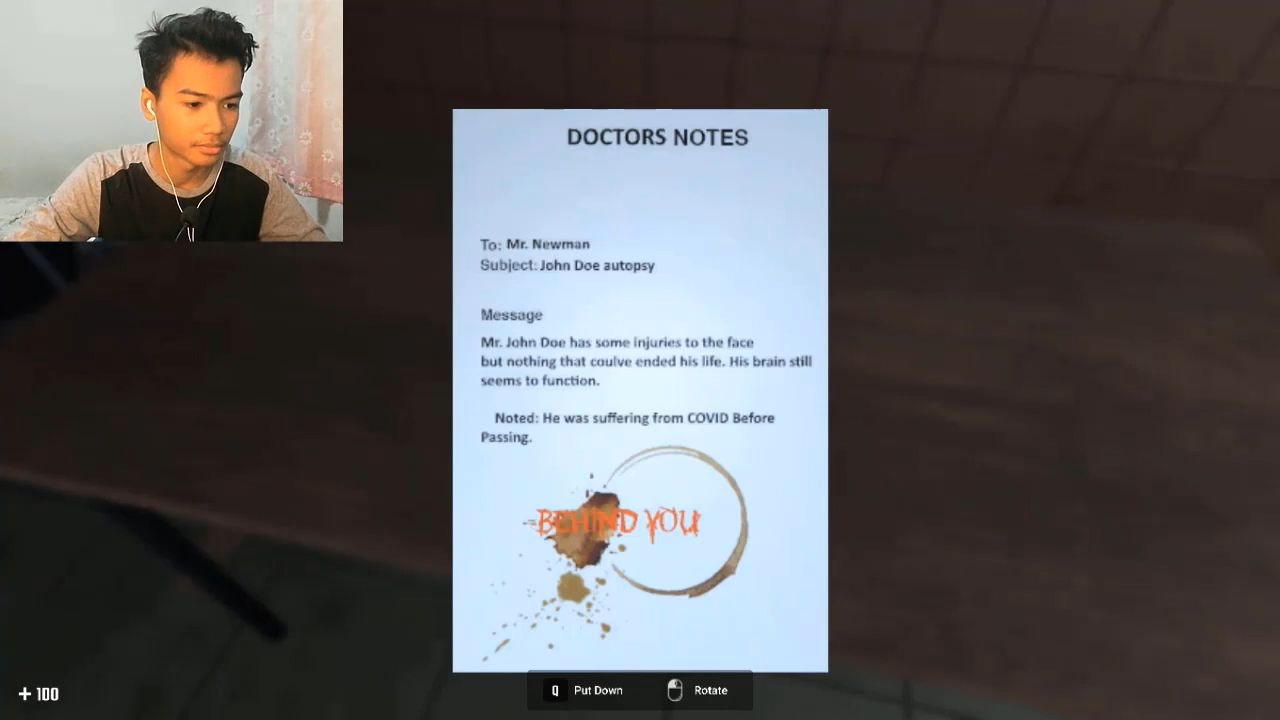 DOCTORS NOTES
To: Mr. Newman
Subject: John Doe autopsy
Message
Mr. John Doe has some injuries to the face
but nothing that coulve ended his life. His brain still
seems to function.
Noted: He was suffering from COVID Before
Passing.
BEHIND YOU
+ 100
Q Put Down Rotate